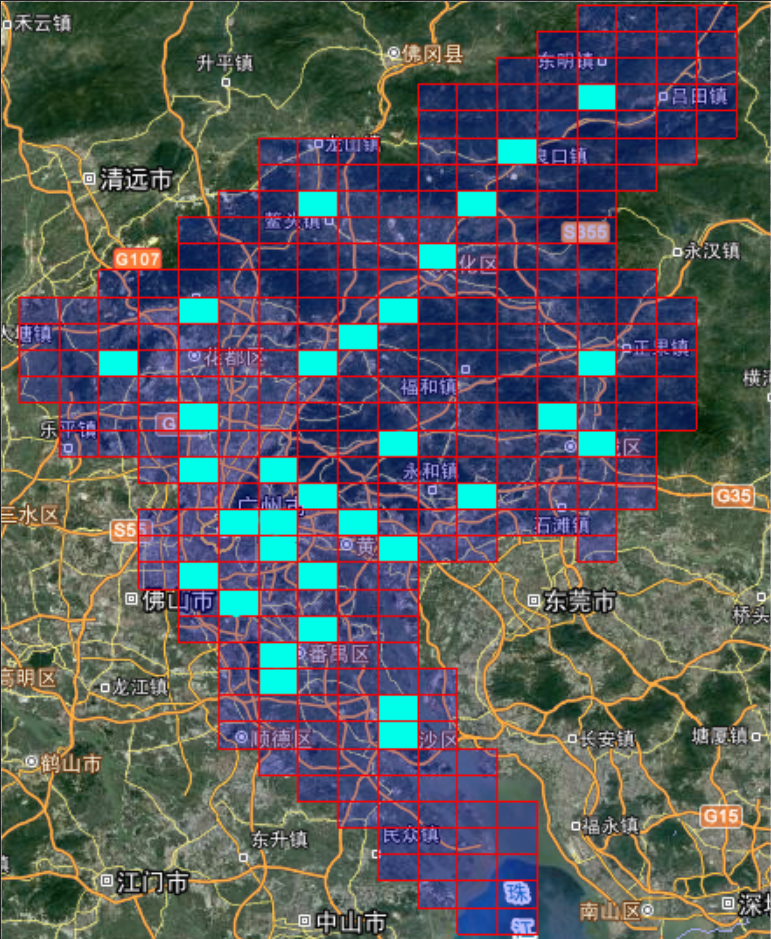 禾云镇
佛冈县
升平镇
东明镇
吕田镇
龙山镇
良口镇
清远市
鳌头镇
S355
化区
永汉镇
G107
大塘镇
正果镇
花都区
福和镇
横河
G
乐平镇
区
永和镇
G35
三水区
广州市
S55
黄
石滩镇
佛山市
东莞市
桥头
番禺区
高明区
龙江镇
顺德区
沙区
长安镇
塘厦镇
鹤山市
G15
福永镇
东升镇
民众镇
镇
江门市
珠
江
南山区
深圳
中山市